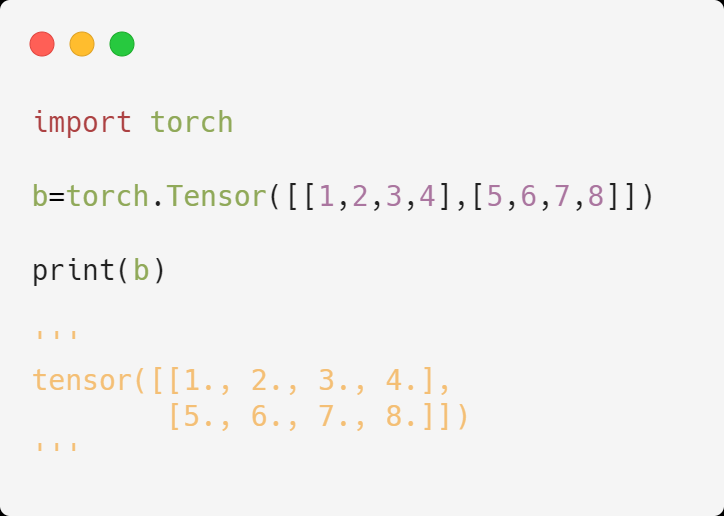 import torch
b=torch.Tensor([[1,2,3,4],[5,6,7,8]])
print(b)
'''
tensor([[1., 2., 3., 4.],
        [5., 6., 7., 8.]])
'''